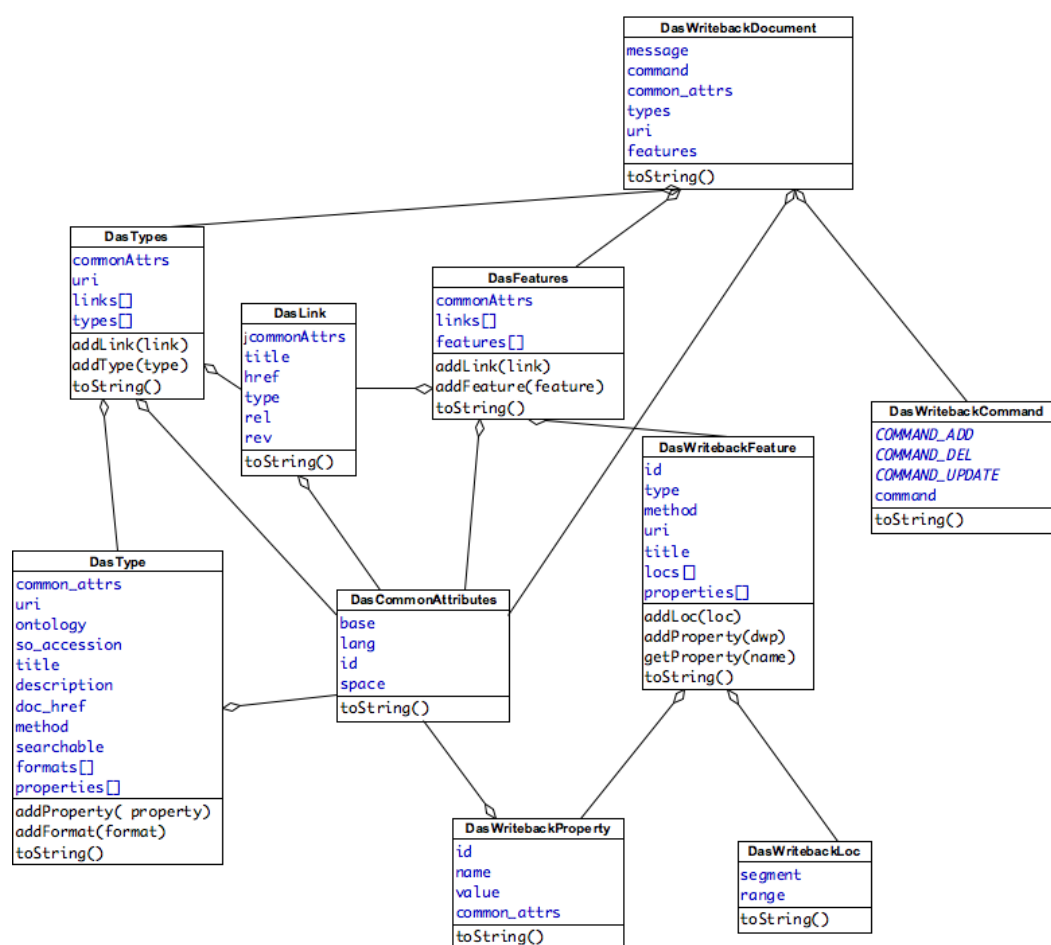 DasWritebackDocument
message
command
common_attrs
types
uri
features
toString()
DasTypes
commonAttrs
uri
links[]
types[]
addLink(link)
addType(type)
toString()
DasLink
jcommonAttrs
title
href
type
rel
rev
toString()
DasFeatures
commonAttrs
links[]
features[]
addLink(link)
addFeature(feature)
toString()
DasWritebackCommand
COMMAND_ADD
COMMAND_DEL
COMMAND_UPDATE
command
toString()
DasWritebackFeature
id
type
method
uri
title
locs[]
properties[]
addLoc(loc)
addProperty(dwp)
getProperty(name)
toString()
DasType
common_attrs
uri
ontology
so_accession
title
description
doc_href
method
searchable
formats[]
properties[]
addProperty( property)
addFormat(format)
toString()
DasCommonAttributes
base
lang
id
space
toString()
DasWritebackProperty
id
name
value
common_attrs
toString()
DasWritebackLoc
segment
range
toString()